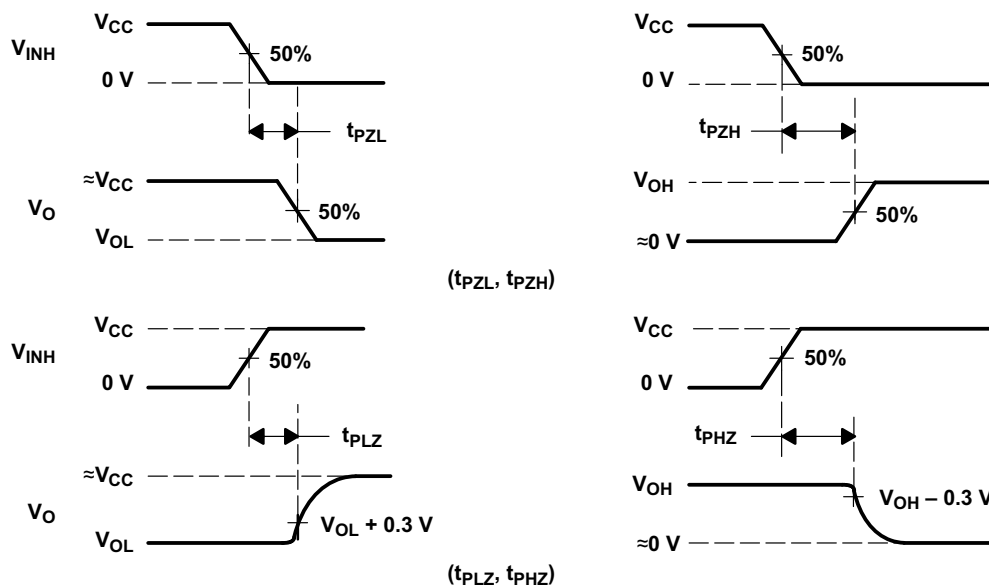 VCC
VINH
50%
0 V
tPZL
≈VCC
VO
50%
VOL
VCC
50%
0 V
tPZH
VOH
50%
≈0 V
(tPZL, tPZH)
VCC
VINH
50%
0 V
tPLZ
≈VCC
VO
VOL + 0.3 V
VOL
VCC
50%
0 V
tPHZ
VOH
VOH – 0.3 V
≈0 V
(tPLZ, tPHZ)